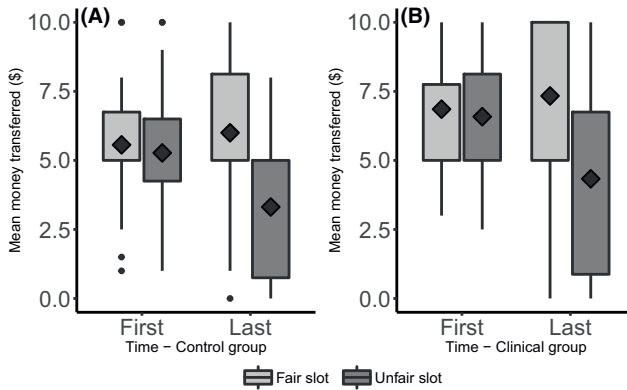 (A)
Mean money transferred ($)
10.0
7.5
5.0
2.5
0.0
First Last
Time − Control group
(B)
Mean money transferred ($)
10.0
7.5
5.0
2.5
0.0
First Last
Time − Clinical group
Fair slot Unfair slot